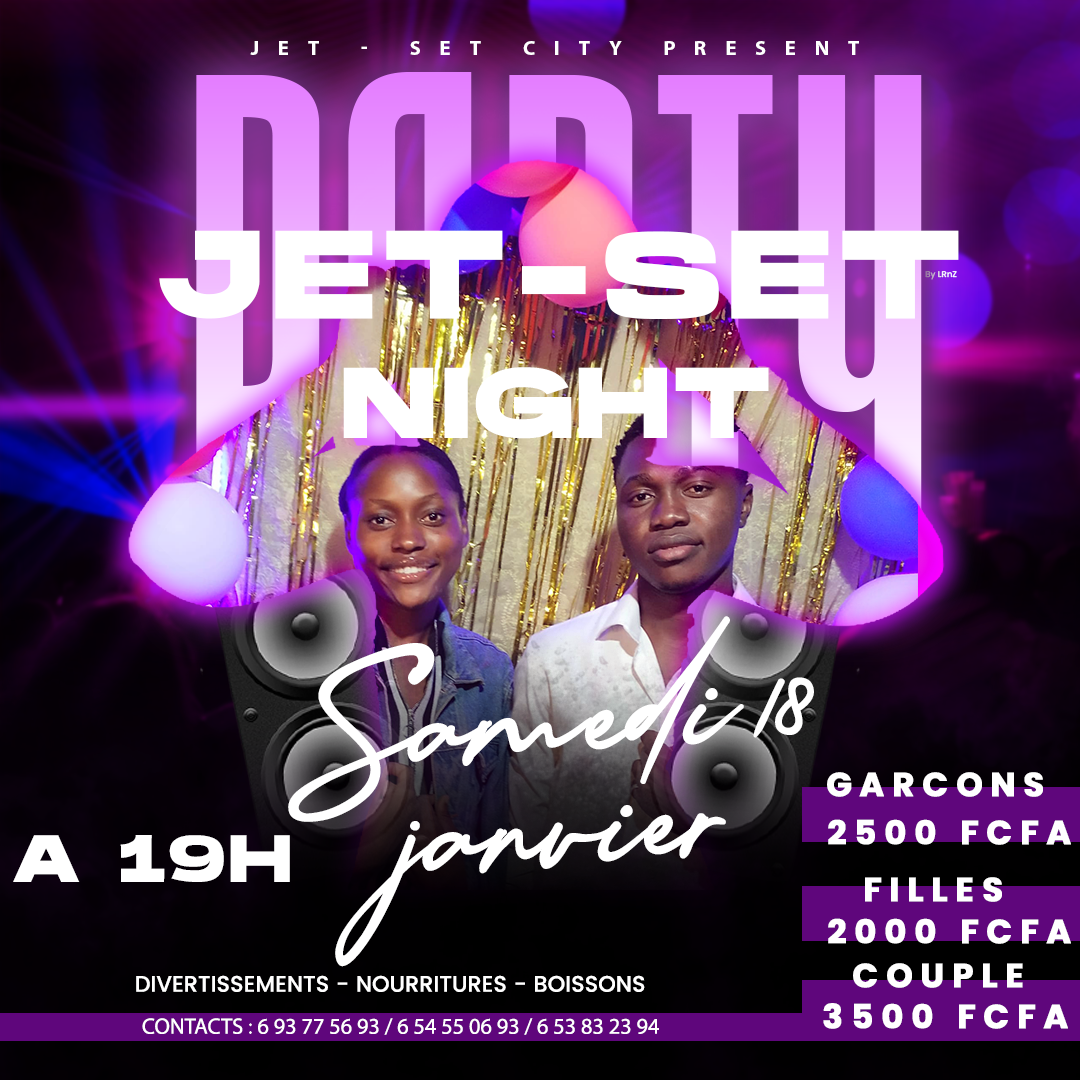 JET - SET CITY PRESENT
PARTY
JET-SET
By LRnZ
NIGHT
Samedi 18
janvier
A 19H
GARCONS
2500 FCFA
FILLES
2000 FCFA
COUPLE
3500 FCFA
DIVERTISSEMENTS - NOURRITURES - BOISSONS
CONTACTS : 6 93 77 56 93 / 6 54 55 06 93 / 6 53 83 23 94